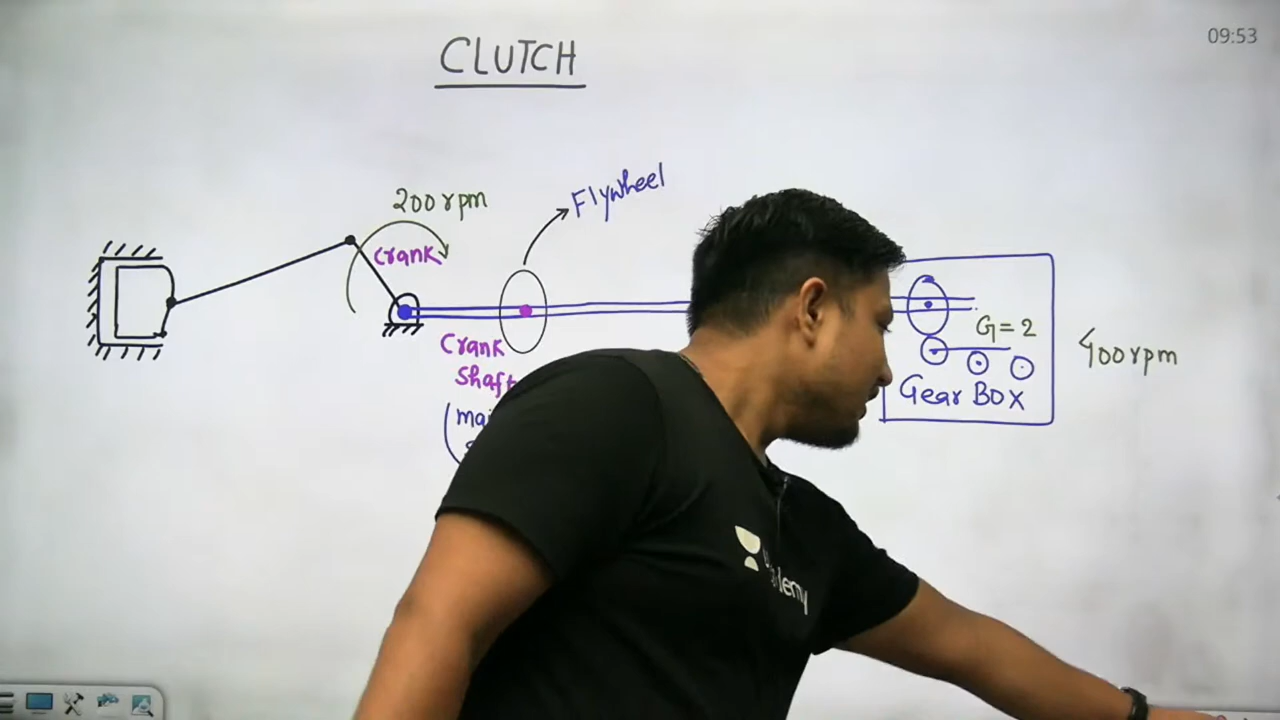 09:53
CLUTCH
200 rpm
Flywheel
Crank
G=2
400 rpm
Crank
Shaft
Gear Box